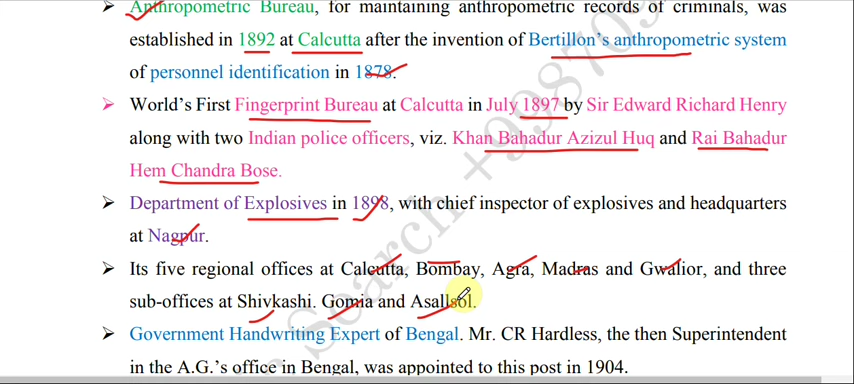 ➢ Anthropometric Bureau, for maintaining anthropometric records of criminals, was
established in 1892 at Calcutta after the invention of Bertillon's anthropometric system
of personnel identification in 1878.
➢ World's First Fingerprint Bureau at Calcutta in July 1897 by Sir Edward Richard Henry
along with two Indian police officers, viz. Khan Bahadur Azizul Huq and Rai Bahadur
Hem Chandra Bose.
➢ Department of Explosives in 1898, with chief inspector of explosives and headquarters
at Nagpur.
➢ Its five regional offices at Calcutta, Bombay, Agra, Madras and Gwalior, and three
sub-offices at Shivkashi. Gomia and Asallsol.
➢ Government Handwriting Expert of Bengal. Mr. CR Hardless, the then Superintendent
in the A.G.'s office in Bengal, was appointed to this post in 1904.
Search